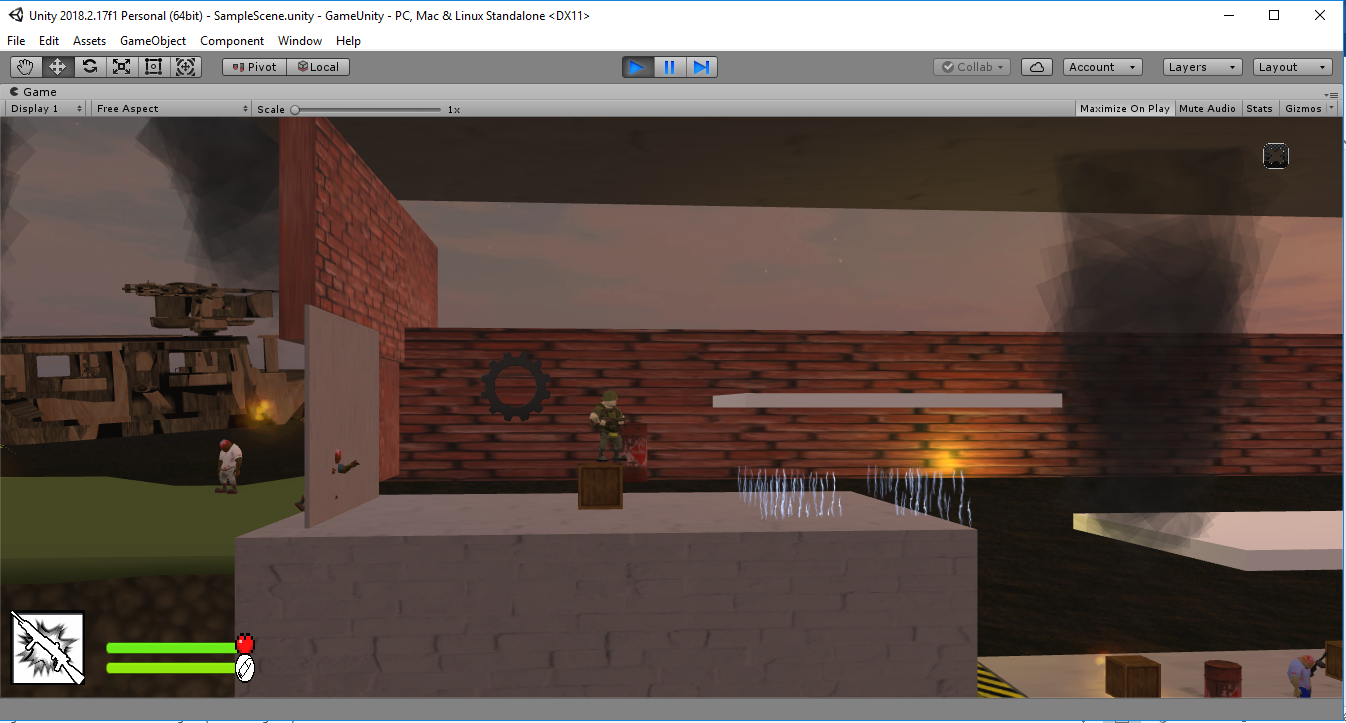 Unity 2018.2.17f1 Personal (64bit) - SampleScene.unity - GameUnity - PC, Mac & Linux Standalone <DX11>
File Edit Assets GameObject Component Window Help
Pivot Local Collab Account Layers Layout
Game
Display 1 Free Aspect Scale 1x Maximize On Play Mute Audio Stats Gizmos